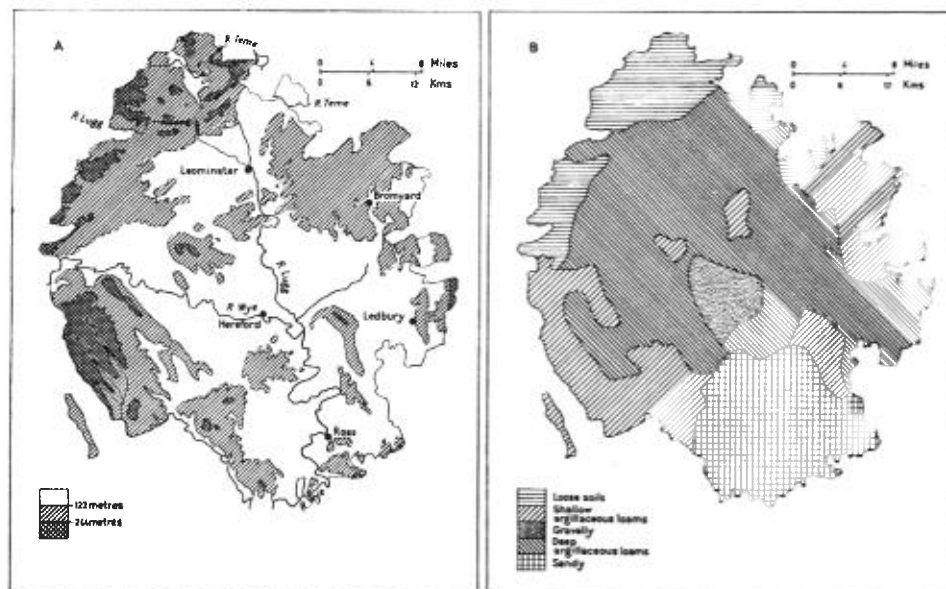 A
R Teme
0 4 8 Miles
0 6 12 Kms
R Teme
R Lugg
Leominster
Bromyard
R Lugg
R Wye
Hereford
Ledbury
Ross
122 metres
244 metres
B
0 4 8 Miles
0 6 12 Kms
Loose soils
Shallow
argillaceous loams
Gravelly
Deep
argillaceous loams
Sandy